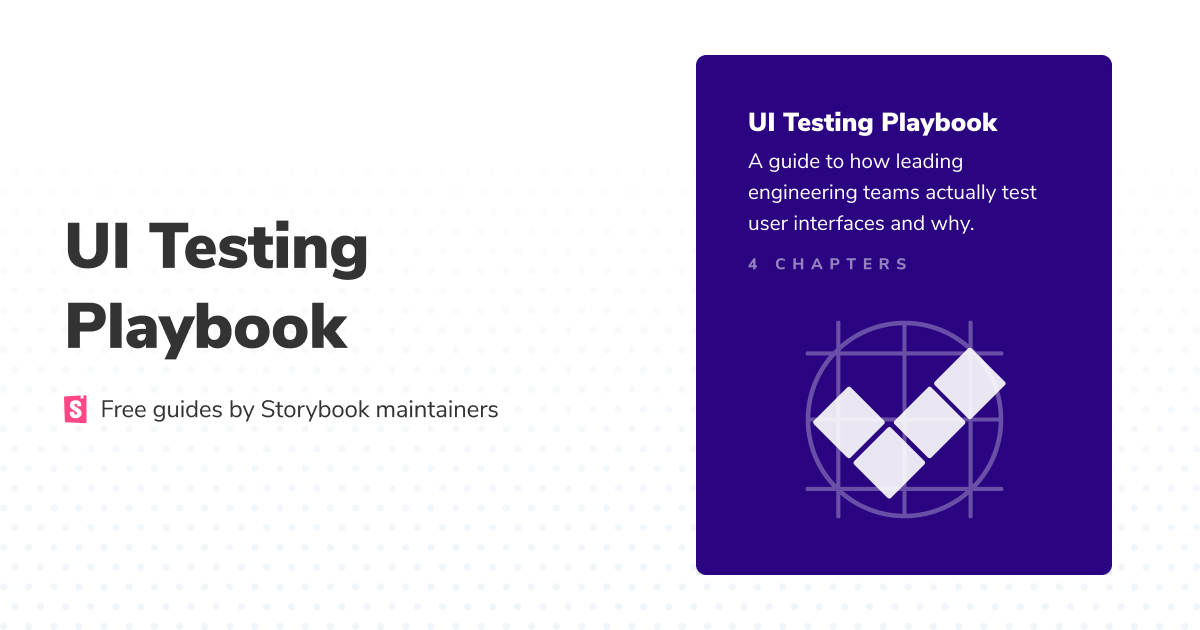 UI Testing
Playbook
S Free guides by Storybook maintainers
UI Testing Playbook
A guide to how leading
engineering teams actually test
user interfaces and why.
4 CHAPTERS